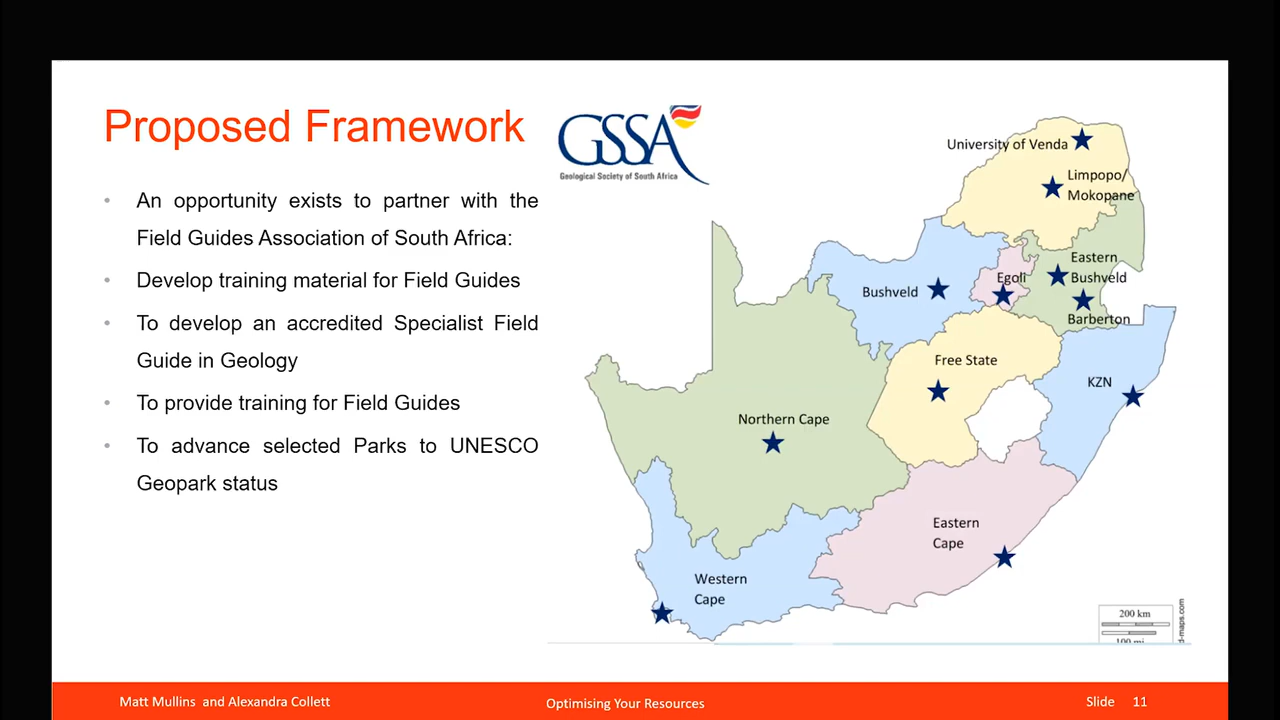 Proposed Framework
GSSA
Geological Society of South Africa
• An opportunity exists to partner with the
Field Guides Association of South Africa:
• Develop training material for Field Guides
• To develop an accredited Specialist Field
Guide in Geology
• To provide training for Field Guides
• To advance selected Parks to UNESCO
Geopark status
University of Venda
Limpopo/
Mokopane
Eastern
Bushveld
Egoli
Bushveld
Barberton
Free State
KZN
Northern Cape
Eastern
Cape
Western
Cape
200 km
100 mi
d-maps.com
Matt Mullins and Alexandra Collett
Optimising Your Resources
Slide 11